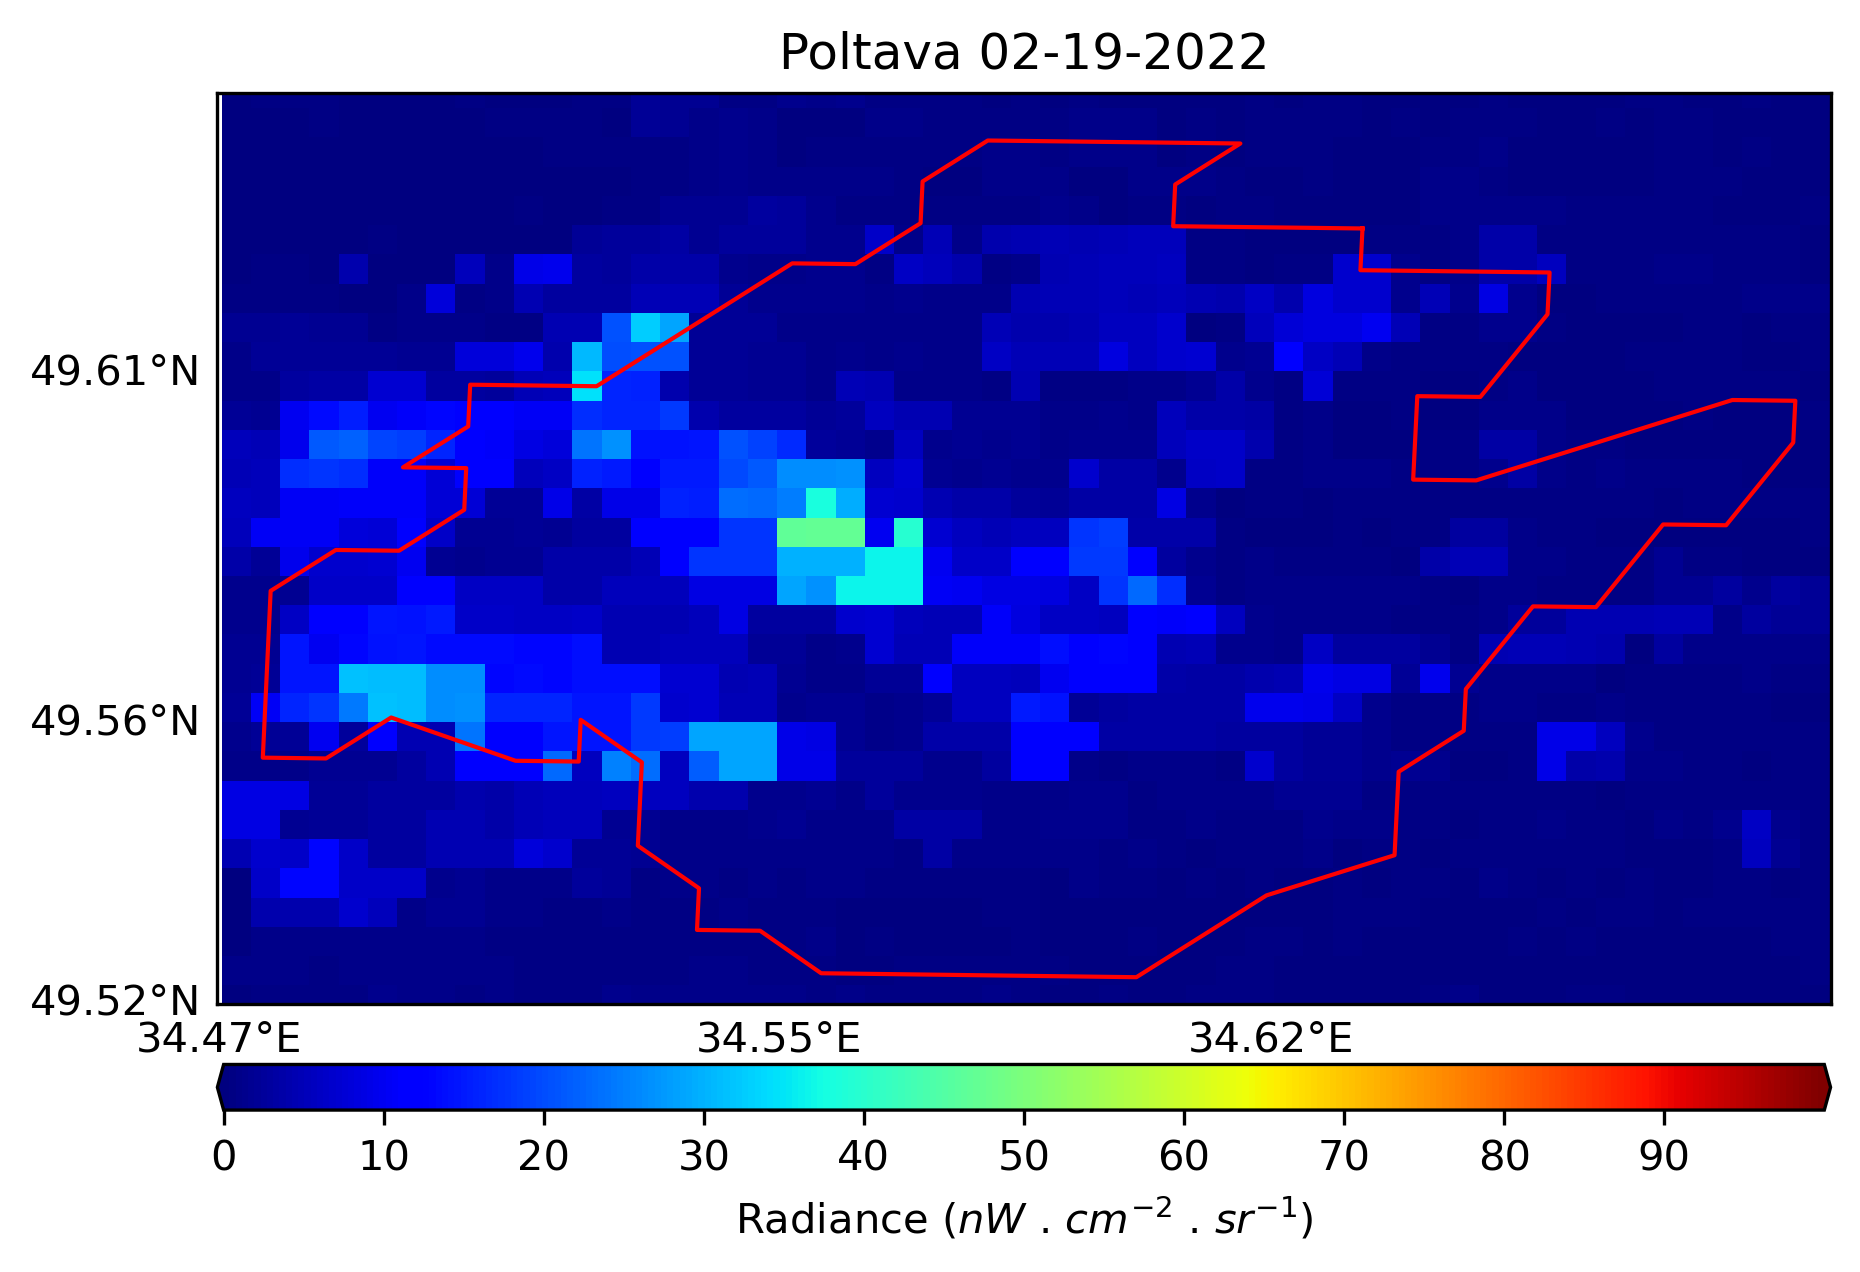 Poltava 02-19-2022
49.61°N
49.56°N
49.52°N
34.47°E 34.55°E 34.62°E
0 10 20 30 40 50 60 70 80 90
Radiance (nW . cm⁻² . sr⁻¹)